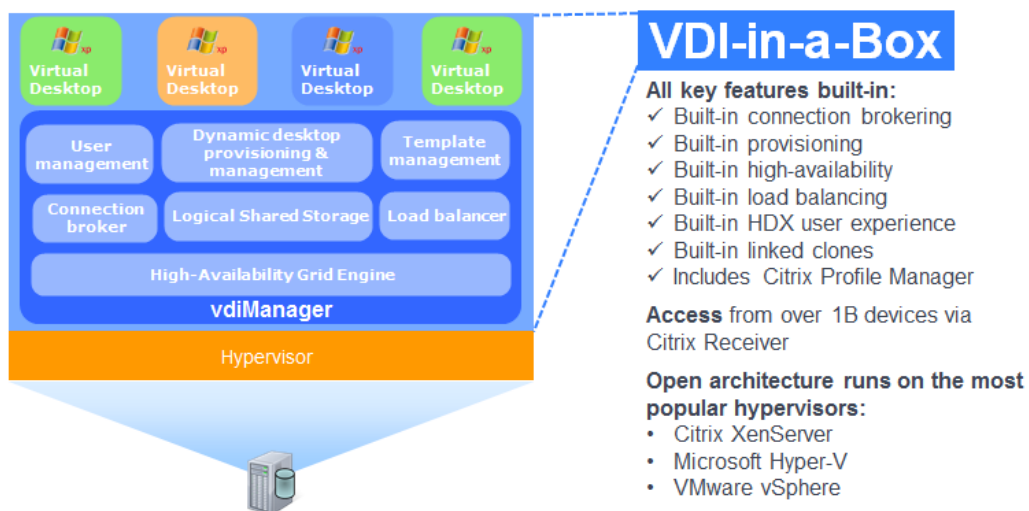 xp
Virtual
Desktop
xp
Virtual
Desktop
xp
Virtual
Desktop
xp
Virtual
Desktop
User
management
Dynamic desktop
provisioning &
management
Template
management
Connection
broker
Logical Shared Storage
Load balancer
High-Availability Grid Engine
vdiManager
Hypervisor
VDI-in-a-Box
All key features built-in:
✓ Built-in connection brokering
✓ Built-in provisioning
✓ Built-in high-availability
✓ Built-in load balancing
✓ Built-in HDX user experience
✓ Built-in linked clones
✓ Includes Citrix Profile Manager
Access from over 1B devices via
Citrix Receiver
Open architecture runs on the most
popular hypervisors:
• Citrix XenServer
• Microsoft Hyper-V
• VMware vSphere